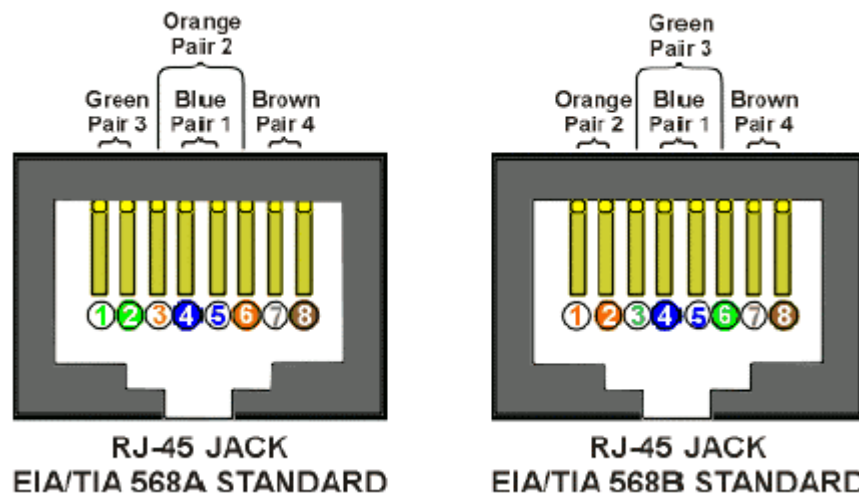 Orange
Pair 2
Green
Pair 3
Blue
Pair 1
Brown
Pair 4
1 2 3 4 5 6 7 8
RJ-45 JACK
EIA/TIA 568A STANDARD
Green
Pair 3
Orange
Pair 2
Blue
Pair 1
Brown
Pair 4
1 2 3 4 5 6 7 8
RJ-45 JACK
EIA/TIA 568B STANDARD